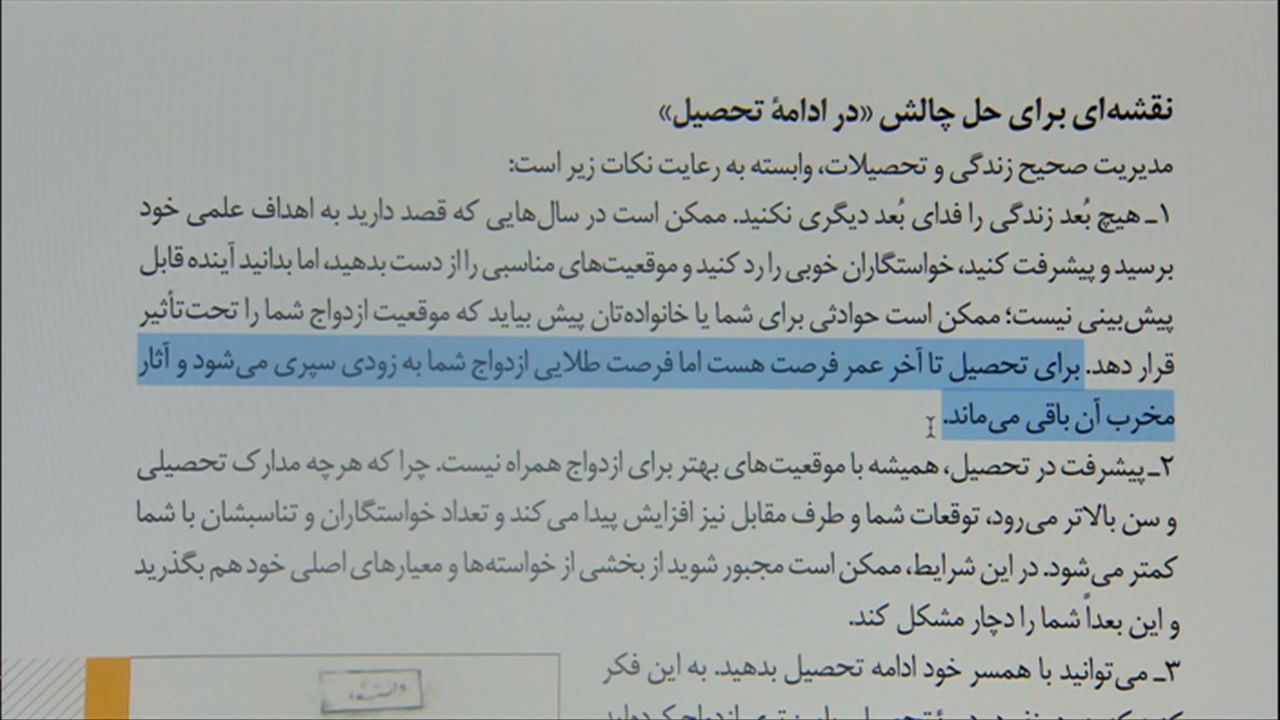 نقشه‌ای برای حل چالش «در ادامهٔ تحصیل»
مدیریت صحیح زندگی و تحصیلات، وابسته به رعایت نکات زیر است:
۱ـ هیچ بُعد زندگی را فدای بُعد دیگری نکنید. ممکن است در سال‌هایی که قصد دارید به اهداف علمی خود
برسید و پیشرفت کنید، خواستگاران خوبی را رد کنید و موقعیت‌های مناسبی را از دست بدهید، اما بدانید آینده قابل
پیش‌بینی نیست؛ ممکن است حوادثی برای شما یا خانواده‌تان پیش بیاید که موقعیت ازدواج شما را تحت‌تأثیر
قرار دهد. برای تحصیل تا آخر عمر فرصت هست اما فرصت طلایی ازدواج شما به زودی سپری می‌شود و آثار
مخرب آن باقی می‌ماند.
۲ـ پیشرفت در تحصیل، همیشه با موقعیت‌های بهتر برای ازدواج همراه نیست. چرا که هرچه مدارک تحصیلی
و سن بالاتر می‌رود، توقعات شما و طرف مقابل نیز افزایش پیدا می‌کند و تعداد خواستگاران و تناسبشان با شما
کمتر می‌شود. در این شرایط، ممکن است مجبور شوید از بخشی از خواسته‌ها و معیارهای اصلی خود هم بگذرید
و این بعداً شما را دچار مشکل کند.
۳ـ می‌توانید با همسر خود ادامه تحصیل بدهید. به این فکر